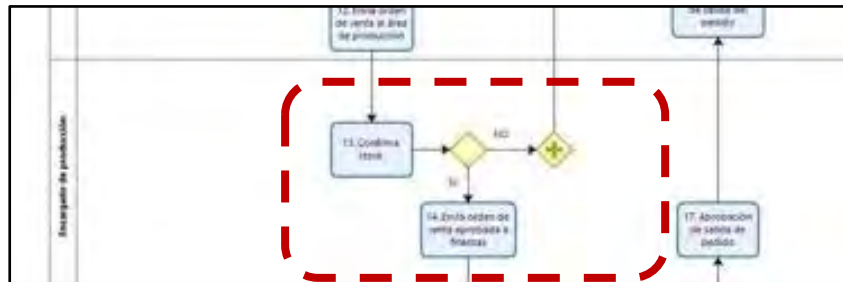 12. Envía orden
de venta al área
de producción
de salida del
pedido
Encargado de producción
13. Confirma
stock
NO
SI
14. Envía orden de
venta aprobada a
finanzas
17. Aprobación
de salida de
pedido